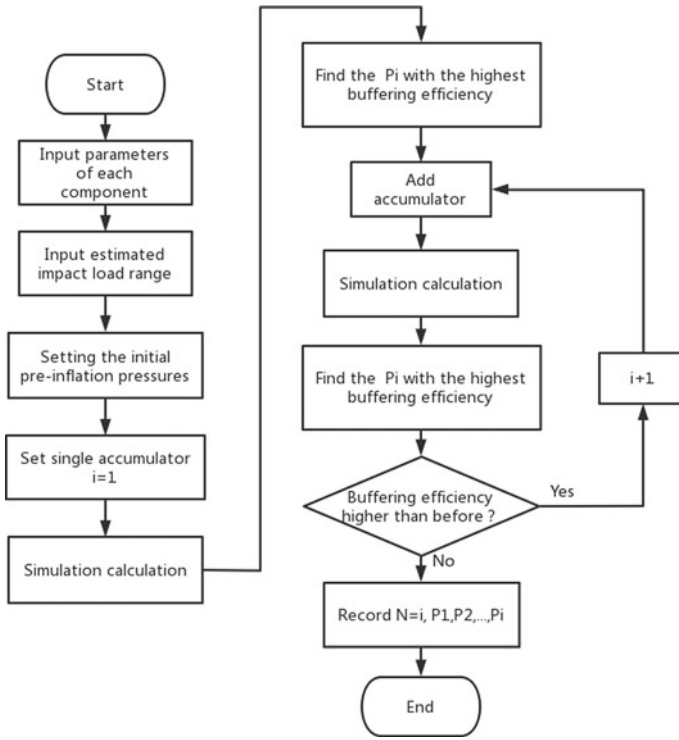 Start
Input parameters
of each
component
Input estimated
impact load range
Setting the initial
pre-inflation pressures
Set single accumulator
i=1
Simulation calculation
Find the Pi with the highest
buffering efficiency
Add
accumulator
Simulation calculation
Find the Pi with the highest
buffering efficiency
i+1
Buffering efficiency
higher than before ?
Yes
No
Record N=i, P1,P2,...,Pi
End